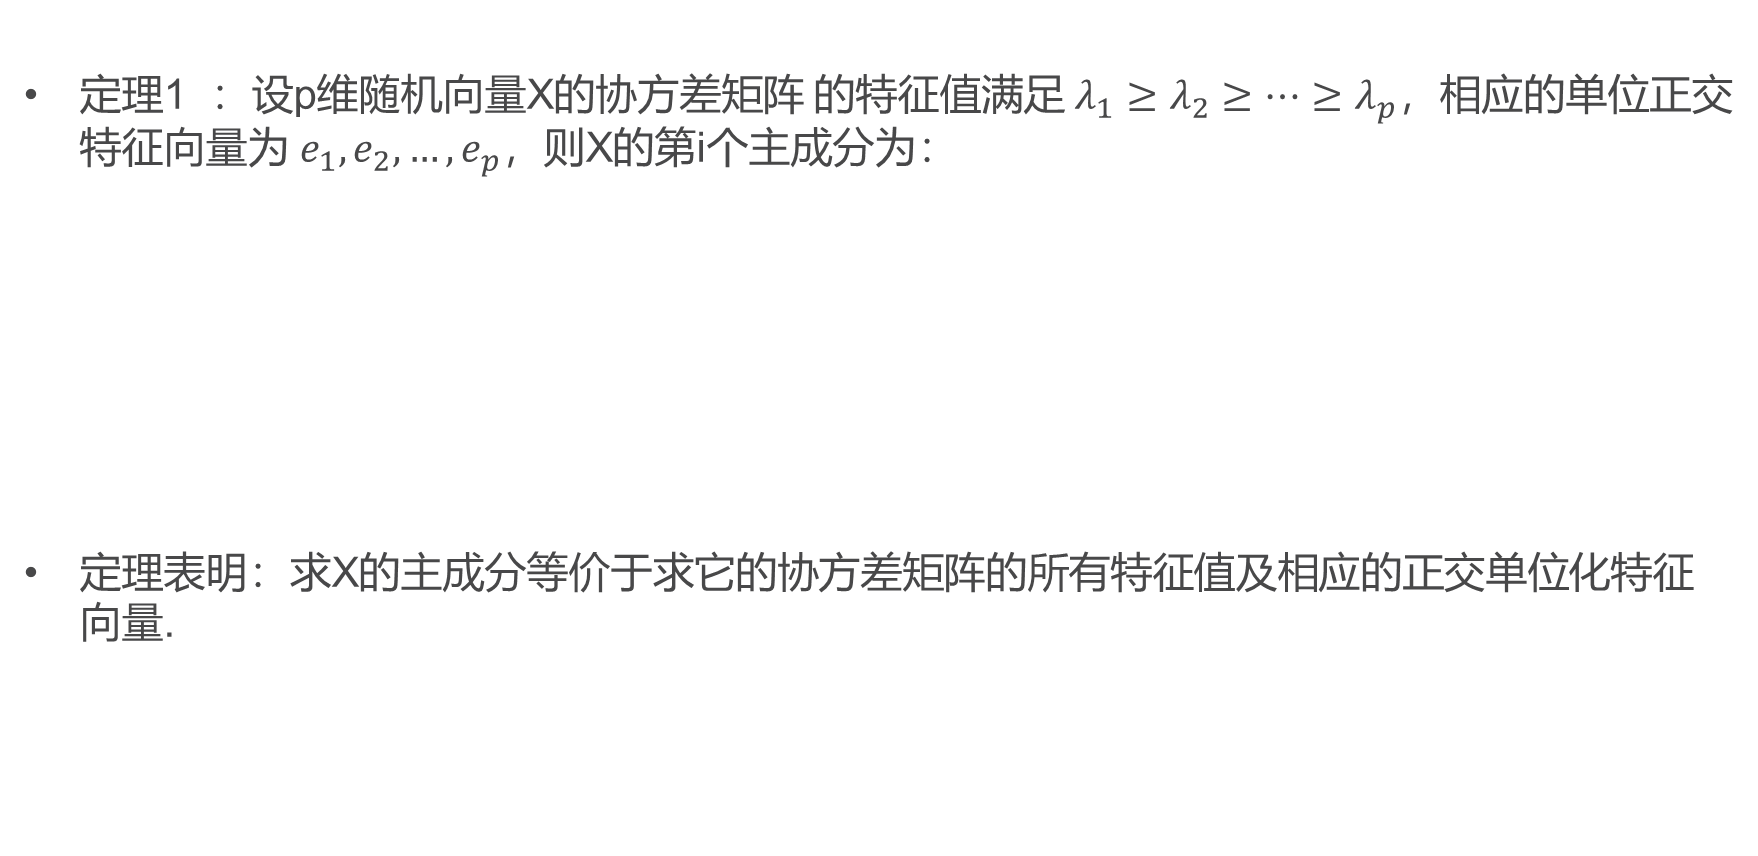 • 定理1 ：设p维随机向量X的协方差矩阵 的特征值满足 λ₁ ≥ λ₂ ≥ ⋯ ≥ λₚ，相应的单位正交
特征向量为 e₁, e₂, …, eₚ，则X的第i个主成分为：
• 定理表明：求X的主成分等价于求它的协方差矩阵的所有特征值及相应的正交单位化特征
向量.